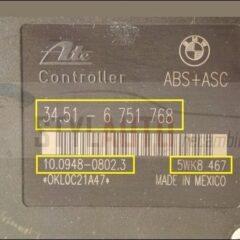 Ate
Controller
ABS+ASC
34.51 6 751 768
10.0948-0802.3
5WK8 467
*0KL0C21A47*
MADE IN MEXICO